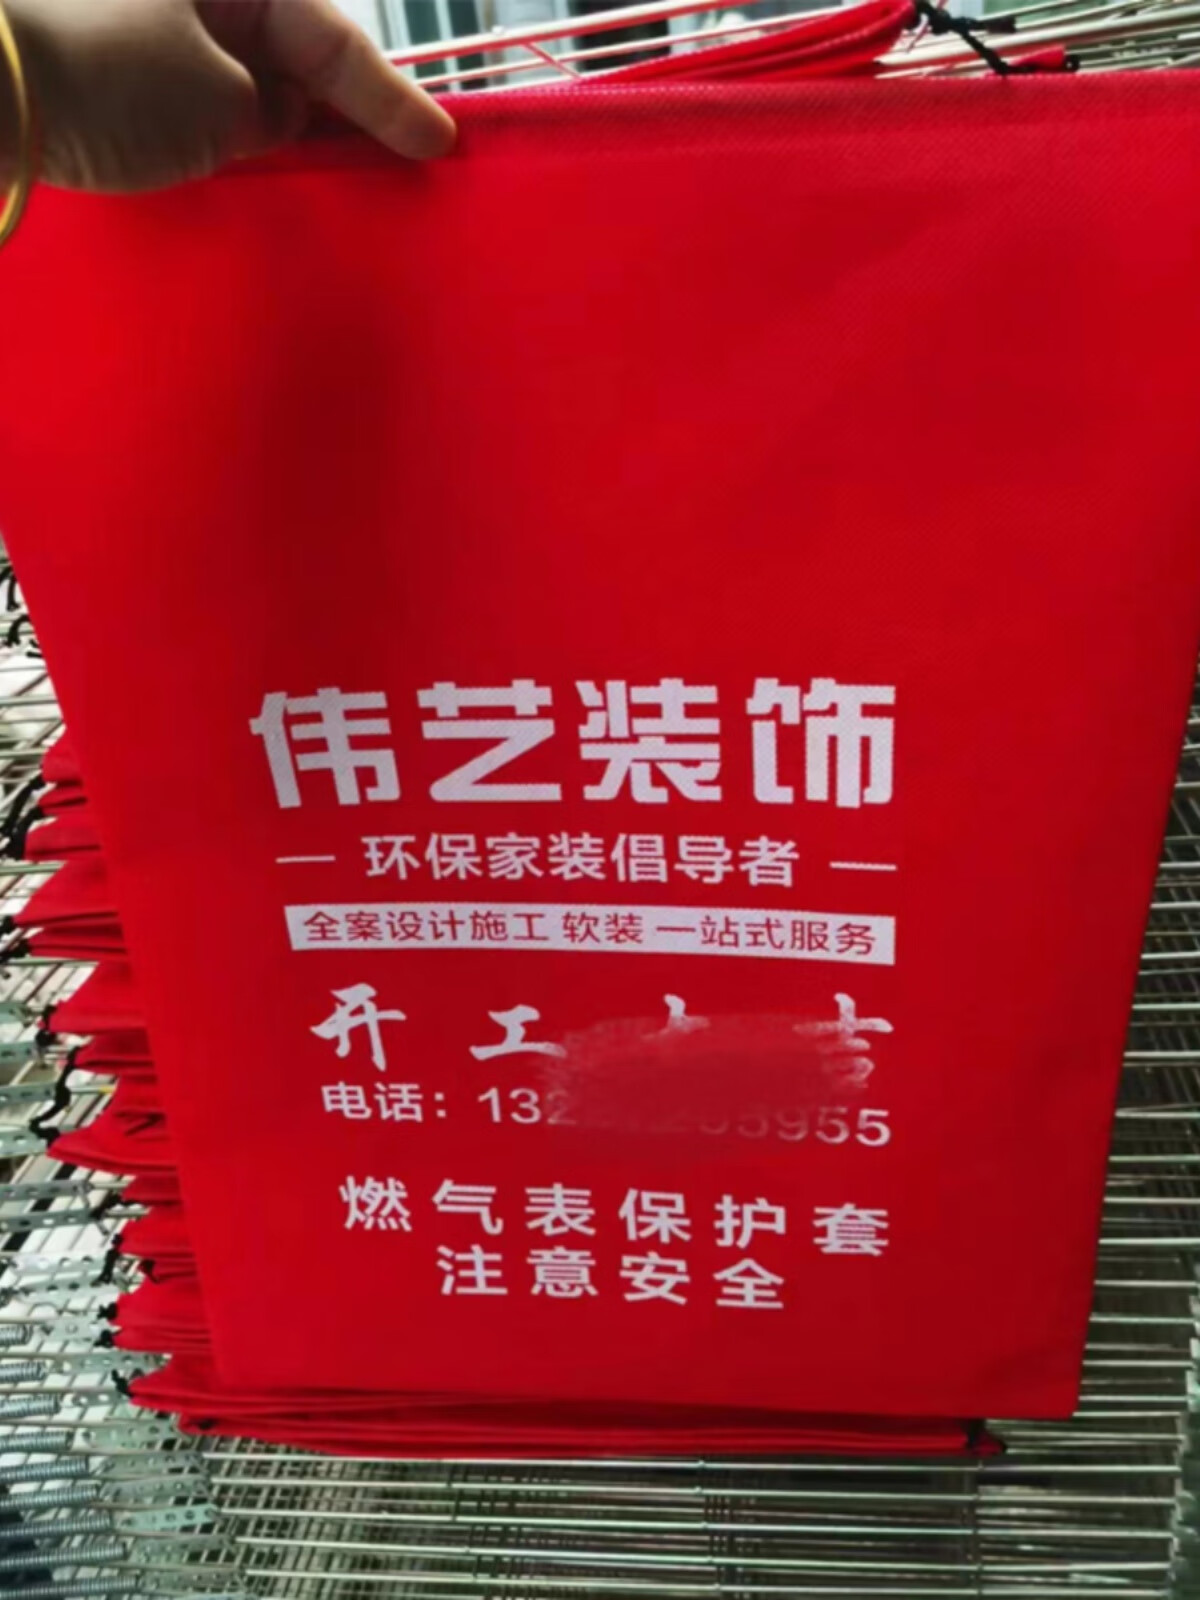 伟艺装饰
环保家装倡导者
全案设计施工 软装 一站式服务
开工
电话：13
燃气表保护套
注意安全